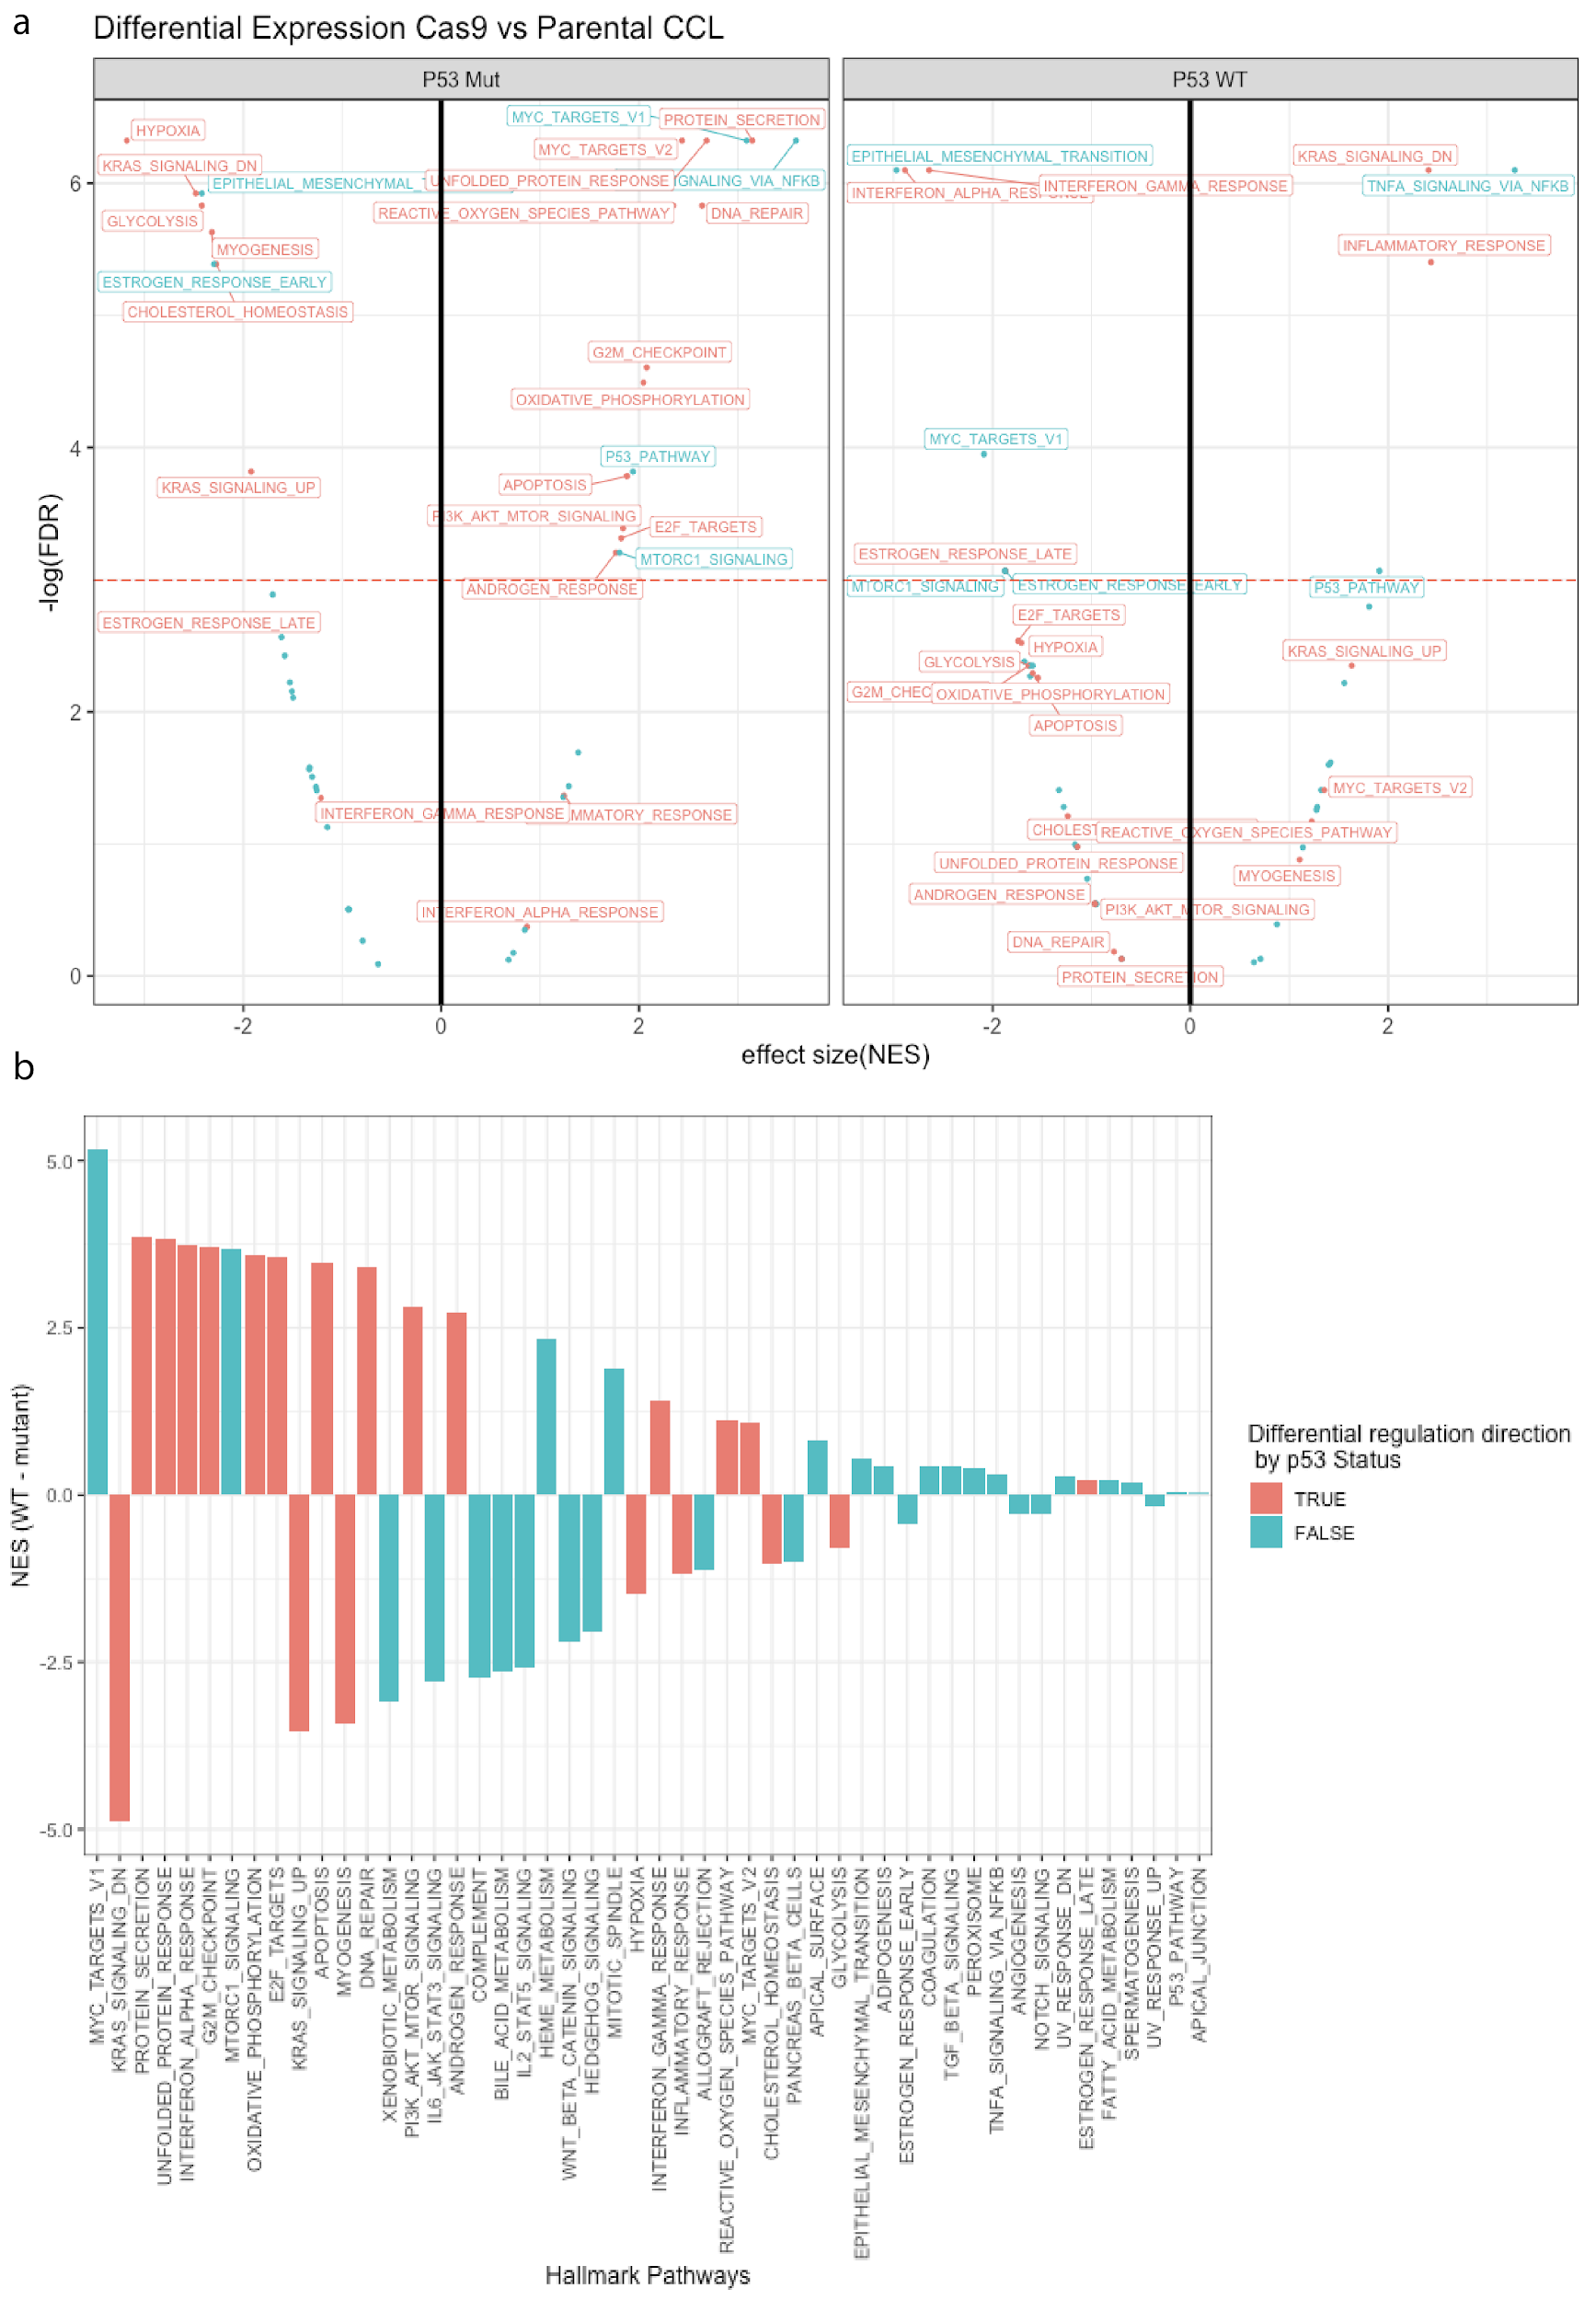 a
Differential Expression Cas9 vs Parental CCL
P53 Mut
P53 WT
-log(FDR)
6
4
2
0
HYPOXIA
KRAS_SIGNALING_DN
EPITHELIAL_MESENCHYMAL_
GLYCOLYSIS
MYOGENESIS
ESTROGEN_RESPONSE_EARLY
CHOLESTEROL_HOMEOSTASIS
MYC_TARGETS_V1
PROTEIN_SECRETION
MYC_TARGETS_V2
UNFOLDED_PROTEIN_RESPONSE
GNALING_VIA_NFKB
REACTIVE_OXYGEN_SPECIES_PATHWAY
DNA_REPAIR
G2M_CHECKPOINT
OXIDATIVE_PHOSPHORYLATION
P53_PATHWAY
APOPTOSIS
KRAS_SIGNALING_UP
PI3K_AKT_MTOR_SIGNALING
E2F_TARGETS
MTORC1_SIGNALING
ANDROGEN_RESPONSE
ESTROGEN_RESPONSE_LATE
INTERFERON_GAMMA_RESPONSE
MMATORY_RESPONSE
INTERFERON_ALPHA_RESPONSE
-2
0
2
EPITHELIAL_MESENCHYMAL_TRANSITION
INTERFERON_ALPHA_RESPONSE
INTERFERON_GAMMA_RESPONSE
KRAS_SIGNALING_DN
TNFA_SIGNALING_VIA_NFKB
INFLAMMATORY_RESPONSE
MYC_TARGETS_V1
ESTROGEN_RESPONSE_LATE
MTORC1_SIGNALING
ESTROGEN_RESPONSE_EARLY
P53_PATHWAY
E2F_TARGETS
HYPOXIA
GLYCOLYSIS
KRAS_SIGNALING_UP
G2M_CHEC
OXIDATIVE_PHOSPHORYLATION
APOPTOSIS
MYC_TARGETS_V2
CHOLEST
REACTIVE_OXYGEN_SPECIES_PATHWAY
UNFOLDED_PROTEIN_RESPONSE
MYOGENESIS
ANDROGEN_RESPONSE
PI3K_AKT_MTOR_SIGNALING
DNA_REPAIR
PROTEIN_SECRETION
-2
0
2
effect size(NES)
b
NES (WT - mutant)
5.0
2.5
0.0
-2.5
-5.0
MYC_TARGETS_V1
KRAS_SIGNALING_DN
PROTEIN_SECRETION
UNFOLDED_PROTEIN_RESPONSE
INTERFERON_ALPHA_RESPONSE
G2M_CHECKPOINT
MTORC1_SIGNALING
OXIDATIVE_PHOSPHORYLATION
E2F_TARGETS
KRAS_SIGNALING_UP
APOPTOSIS
MYOGENESIS
DNA_REPAIR
XENOBIOTIC_METABOLISM
PI3K_AKT_MTOR_SIGNALING
IL6_JAK_STAT3_SIGNALING
ANDROGEN_RESPONSE
COMPLEMENT
BILE_ACID_METABOLISM
IL2_STAT5_SIGNALING
HEME_METABOLISM
WNT_BETA_CATENIN_SIGNALING
HEDGEHOG_SIGNALING
MITOTIC_SPINDLE
HYPOXIA
INTERFERON_GAMMA_RESPONSE
INFLAMMATORY_RESPONSE
ALLOGRAFT_REJECTION
REACTIVE_OXYGEN_SPECIES_PATHWAY
MYC_TARGETS_V2
CHOLESTEROL_HOMEOSTASIS
PANCREAS_BETA_CELLS
APICAL_SURFACE
GLYCOLYSIS
EPITHELIAL_MESENCHYMAL_TRANSITION
ADIPOGENESIS
ESTROGEN_RESPONSE_EARLY
COAGULATION
TGF_BETA_SIGNALING
PEROXISOME
TNFA_SIGNALING_VIA_NFKB
ANGIOGENESIS
NOTCH_SIGNALING
UV_RESPONSE_DN
ESTROGEN_RESPONSE_LATE
FATTY_ACID_METABOLISM
SPERMATOGENESIS
UV_RESPONSE_UP
P53_PATHWAY
APICAL_JUNCTION
Hallmark Pathways
Differential regulation direction
by p53 Status
TRUE
FALSE